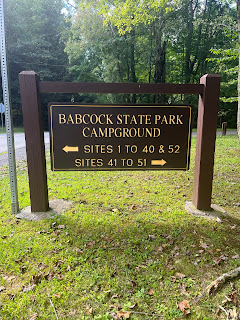 BABCOCK STATE PARK
CAMPGROUND
← SITES 1 TO 40 & 52
SITES 41 TO 51 →